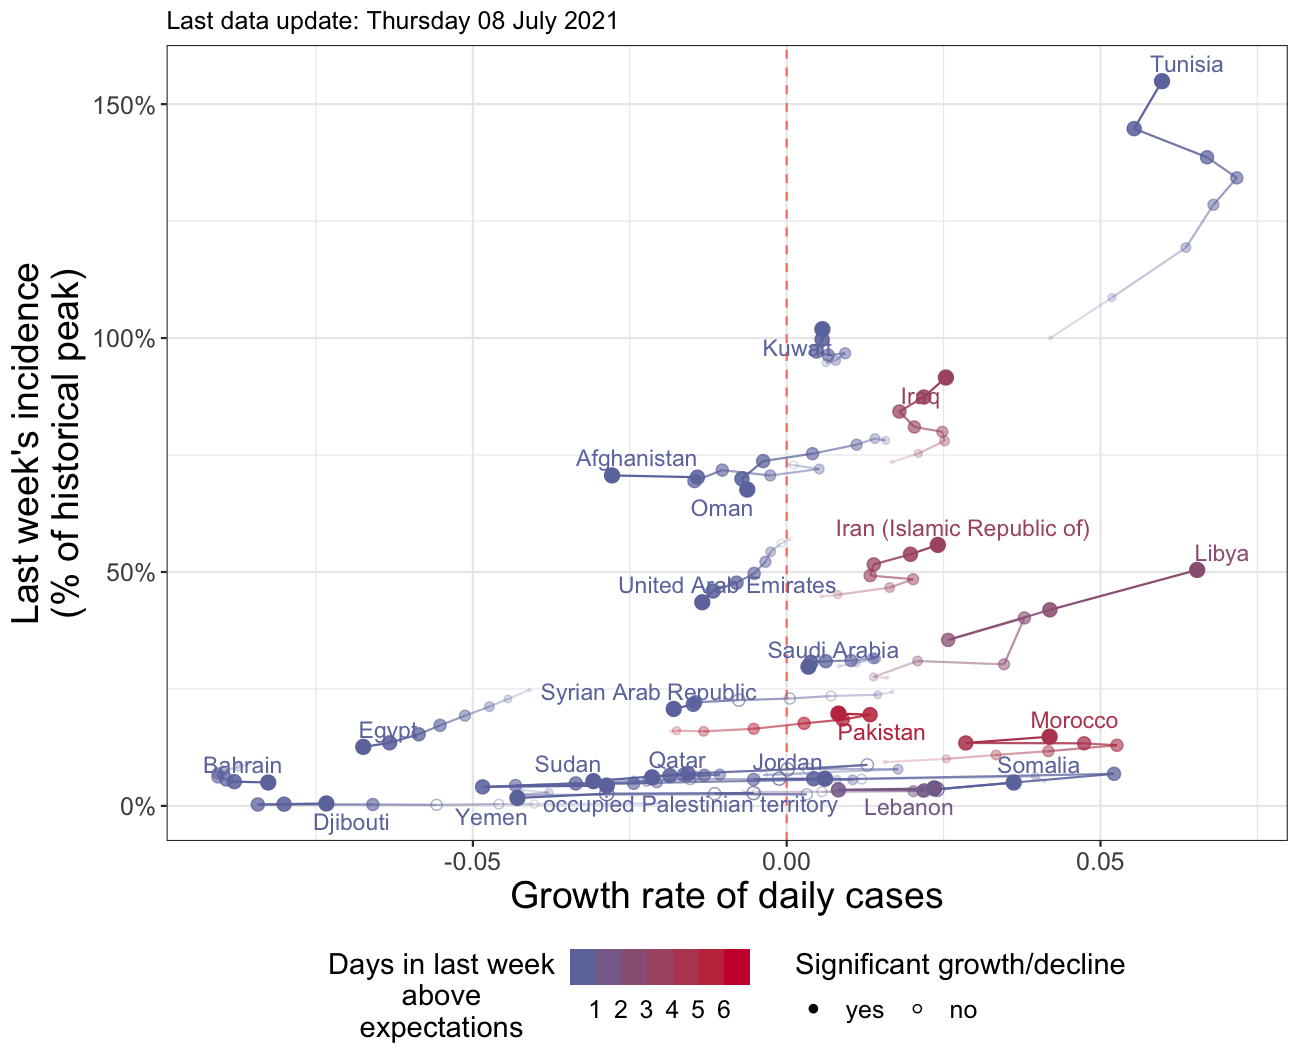 Last data update: Thursday 08 July 2021
Last week's incidence
(% of historical peak)
150%
100%
50%
0%
Tunisia
Kuwait
Iraq
Afghanistan
Oman
Iran (Islamic Republic of)
Libya
United Arab Emirates
Saudi Arabia
Syrian Arab Republic
Egypt
Pakistan
Morocco
Bahrain
Sudan
Qatar
Jordan
Somalia
occupied Palestinian territory
Lebanon
Djibouti
Yemen
-0.05 0.00 0.05
Growth rate of daily cases
Days in last week
above
expectations
1 2 3 4 5 6
Significant growth/decline
yes no